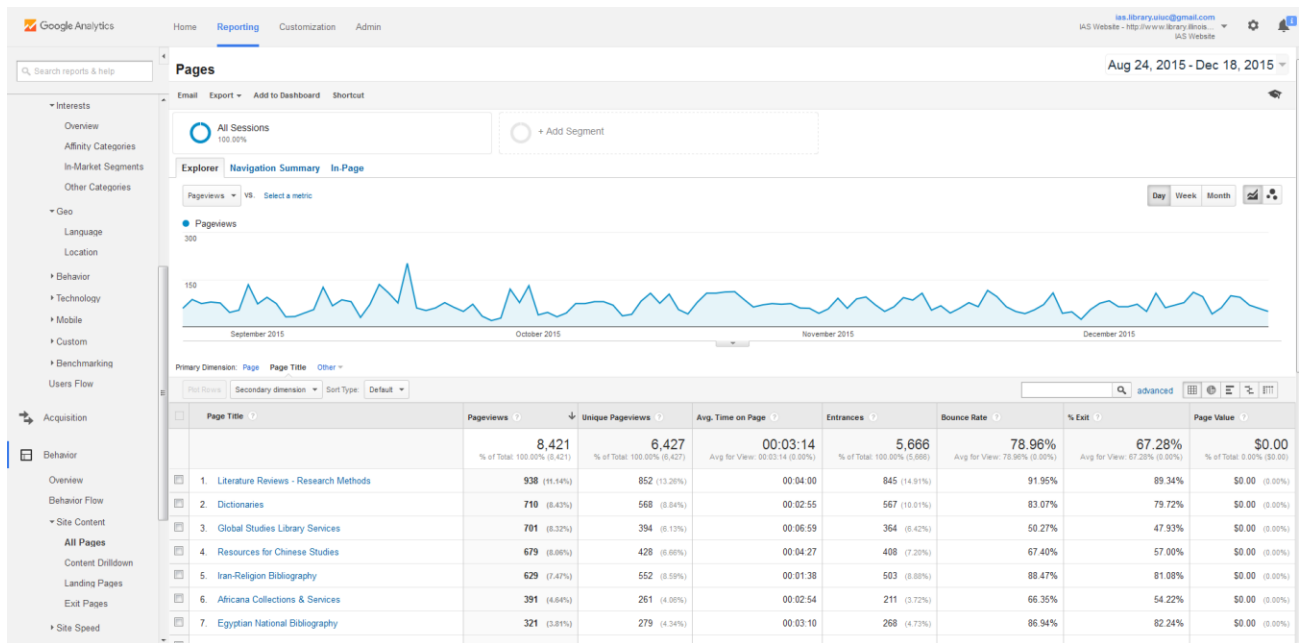 Google Analytics
Home Reporting Customization Admin
ias.library.uiuc@gmail.com
IAS Website - http://www.library.illinois...
IAS Website
Search reports & help
Pages
Aug 24, 2015 - Dec 18, 2015
Email Export Add to Dashboard Shortcut
Interests
Overview
Affinity Categories
In-Market Segments
Other Categories
Geo
Language
Location
Behavior
Technology
Mobile
Custom
Benchmarking
Users Flow
Acquisition
Behavior
Overview
Behavior Flow
Site Content
All Pages
Content Drilldown
Landing Pages
Exit Pages
Site Speed
All Sessions
100.00%
+ Add Segment
Explorer Navigation Summary In-Page
Pageviews VS. Select a metric
Day Week Month
Pageviews
300
150
September 2015 October 2015 November 2015 December 2015
Primary Dimension: Page Page Title Other
Plot Rows Secondary dimension Sort Type: Default
advanced
Page Title Pageviews Unique Pageviews Avg. Time on Page Entrances Bounce Rate % Exit Page Value
8,421 6,427 00:03:14 5,666 78.96% 67.28% $0.00
% of Total: 100.00% (8,421) % of Total: 100.00% (6,427) Avg for View: 00:03:14 (0.00%) % of Total: 100.00% (5,666) Avg for View: 78.96% (0.00%) Avg for View: 67.28% (0.00%) % of Total: 0.00% ($0.00)
1. Literature Reviews - Research Methods 938 (11.14%) 852 (13.26%) 00:04:00 845 (14.91%) 91.95% 89.34% $0.00 (0.00%)
2. Dictionaries 710 (8.43%) 568 (8.84%) 00:02:55 567 (10.01%) 83.07% 79.72% $0.00 (0.00%)
3. Global Studies Library Services 701 (8.32%) 394 (6.13%) 00:06:59 364 (6.42%) 50.27% 47.93% $0.00 (0.00%)
4. Resources for Chinese Studies 679 (8.06%) 428 (6.66%) 00:04:27 408 (7.20%) 67.40% 57.00% $0.00 (0.00%)
5. Iran-Religion Bibliography 629 (7.47%) 552 (8.59%) 00:01:38 503 (8.88%) 88.47% 81.08% $0.00 (0.00%)
6. Africana Collections & Services 391 (4.64%) 261 (4.06%) 00:02:54 211 (3.72%) 66.35% 54.22% $0.00 (0.00%)
7. Egyptian National Bibliography 321 (3.81%) 279 (4.34%) 00:03:10 268 (4.73%) 86.94% 82.24% $0.00 (0.00%)